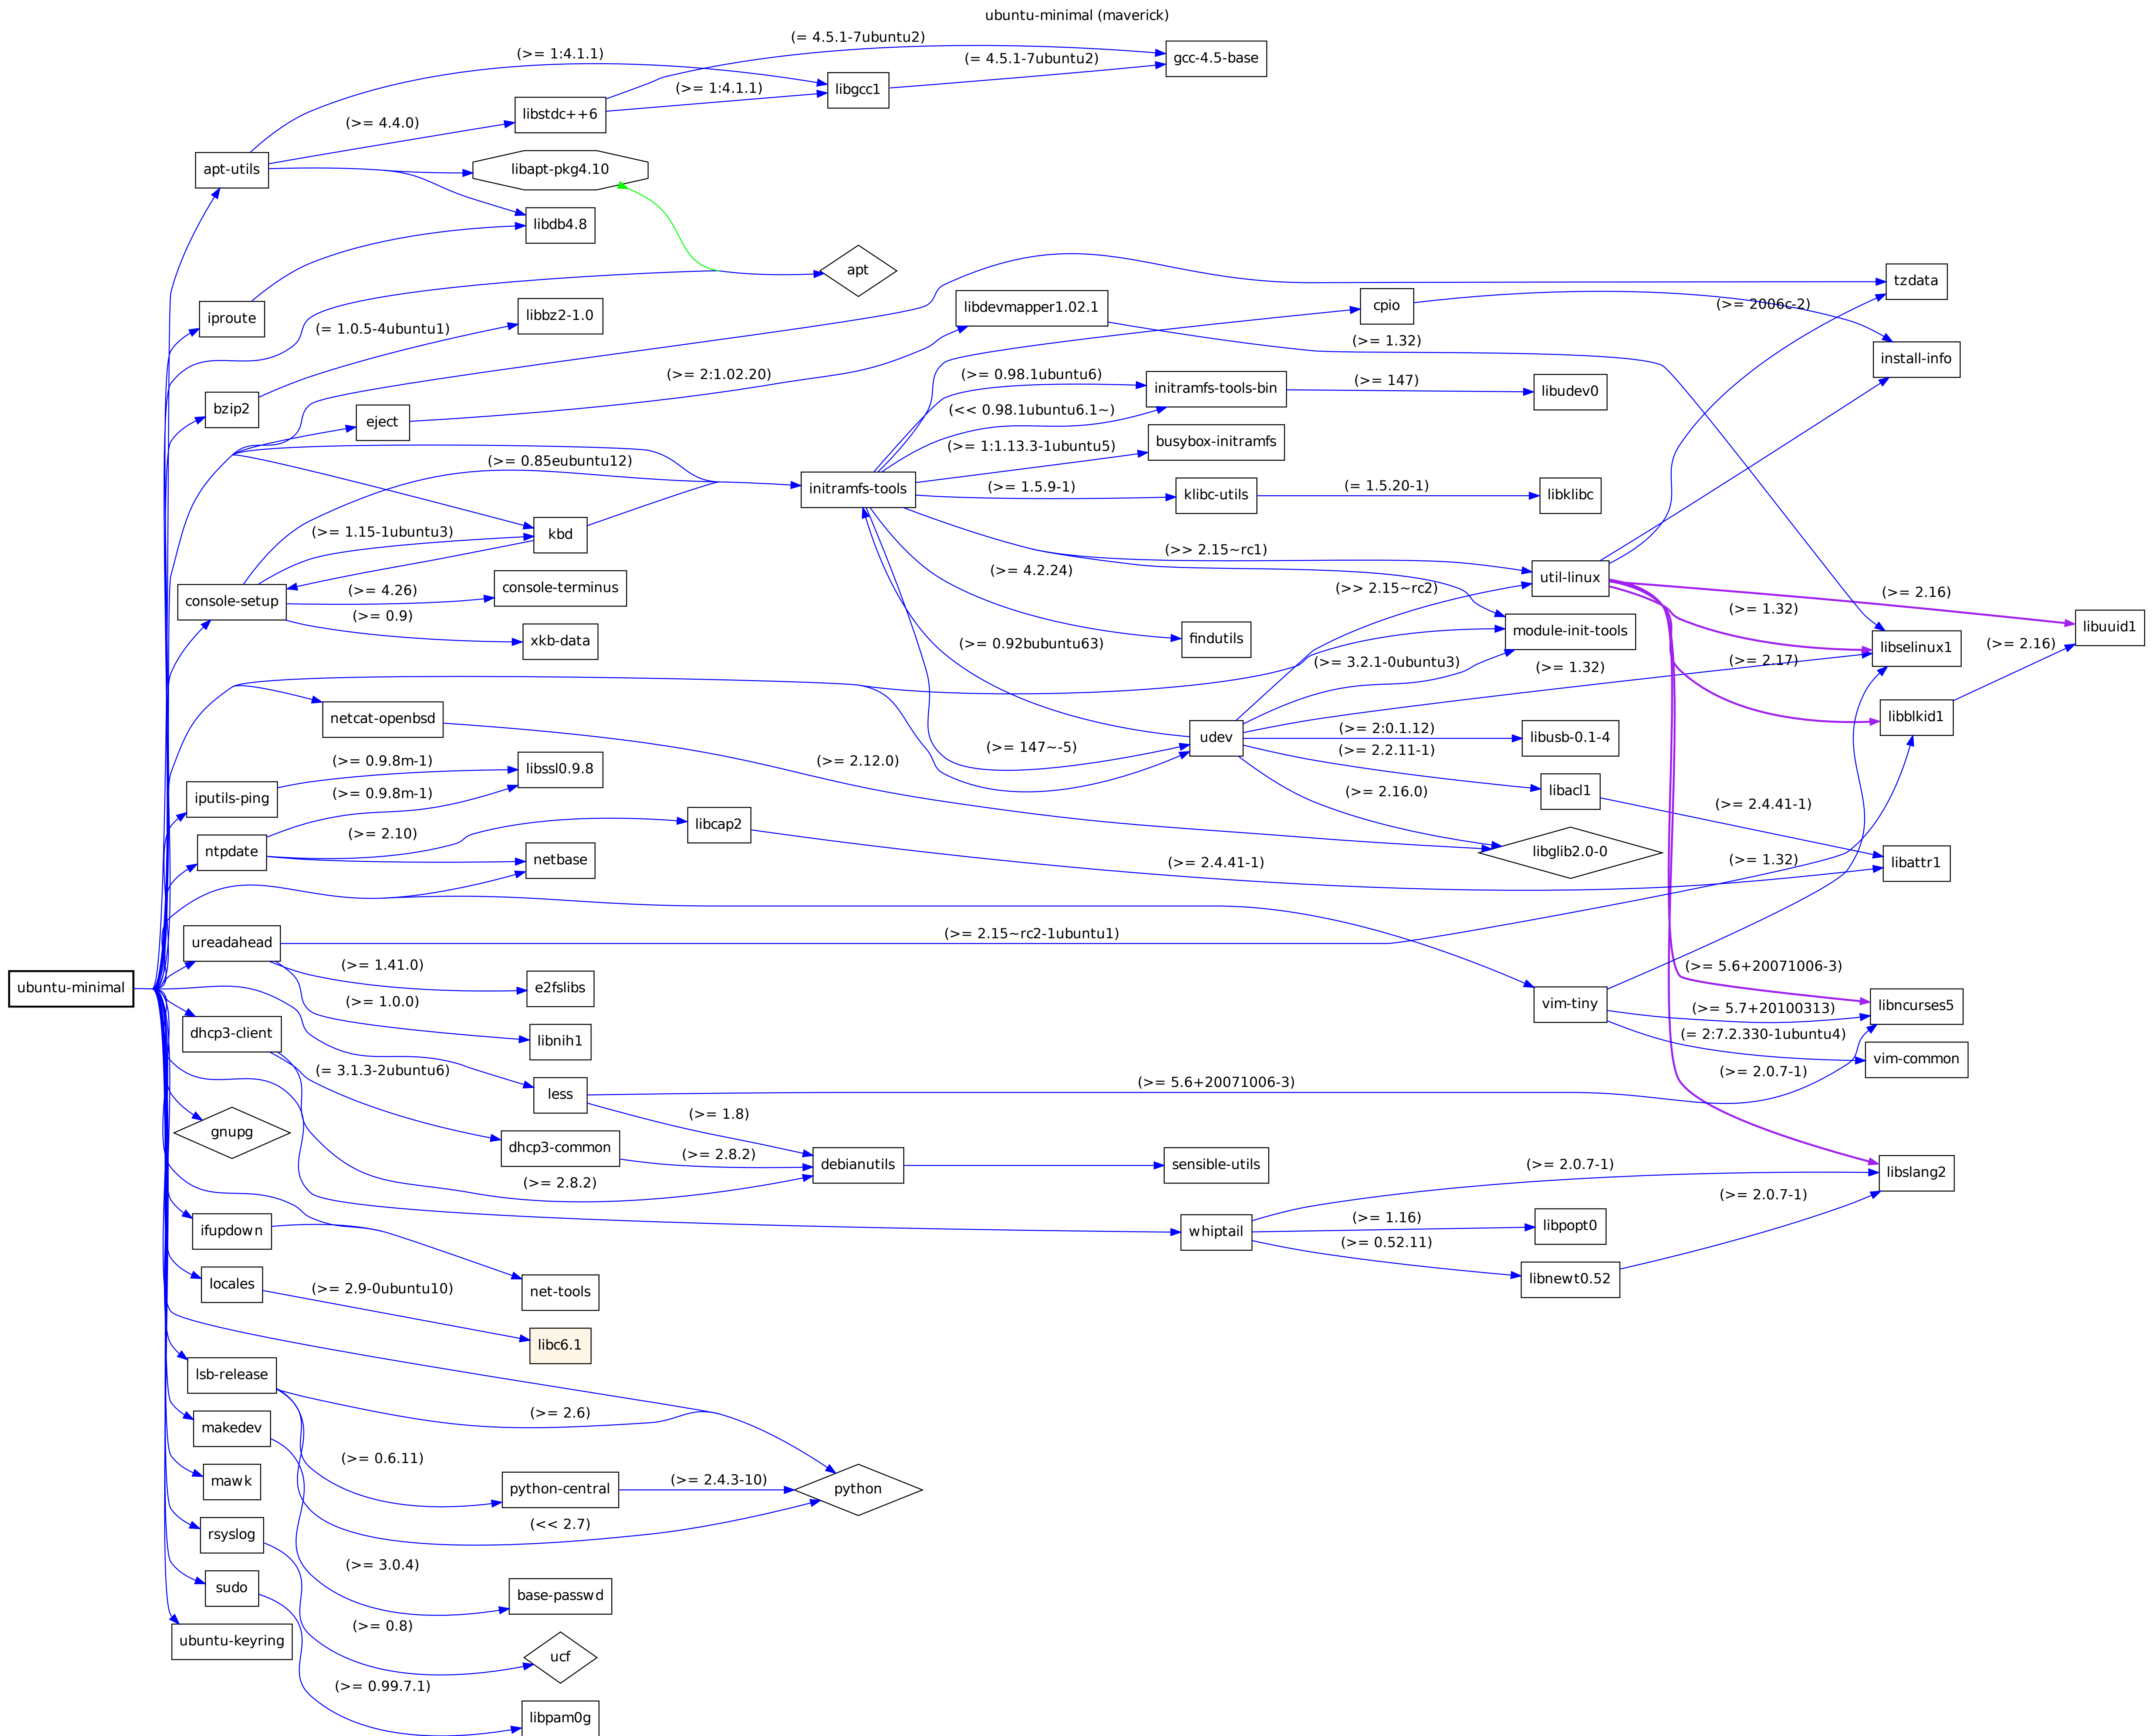 ubuntu-minimal (maverick)
(= 4.5.1-7ubuntu2)
(>= 1:4.1.1)
(= 4.5.1-7ubuntu2)
gcc-4.5-base
(>= 1:4.1.1)
libgcc1
libstdc++6
(>= 4.4.0)
apt-utils
libapt-pkg4.10
libdb4.8
apt
tzdata
iproute
libbz2-1.0
(= 1.0.5-4ubuntu1)
libdevmapper1.02.1
cpio
(>= 2006c-2)
(>= 1.32)
install-info
(>= 2:1.02.20)
(>= 0.98.1ubuntu6)
initramfs-tools-bin
(>= 147)
libudev0
bzip2
eject
(<< 0.98.1ubuntu6.1~)
(>= 1:1.13.3-1ubuntu5)
busybox-initramfs
(>= 0.85eubuntu12)
initramfs-tools
(>= 1.5.9-1)
klibc-utils
(= 1.5.20-1)
libklibc
(>= 1.15-1ubuntu3)
kbd
(>> 2.15~rc1)
(>= 4.2.24)
util-linux
console-setup
(>= 4.26)
console-terminus
(>> 2.15~rc2)
(>= 2.16)
(>= 0.9)
xkb-data
(>= 0.92bubuntu63)
findutils
module-init-tools
(>= 1.32)
libuuid1
(>= 3.2.1-0ubuntu3)
(>= 1.32)
(>= 2.17)
libselinux1
(>= 2.16)
netcat-openbsd
libblkid1
udev
(>= 2:0.1.12)
libusb-0.1-4
(>= 147~-5)
(>= 2.2.11-1)
(>= 2.12.0)
(>= 0.9.8m-1)
libssl0.9.8
iputils-ping
(>= 0.9.8m-1)
(>= 2.16.0)
libacl1
(>= 2.4.41-1)
(>= 2.10)
libcap2
ntpdate
netbase
(>= 2.4.41-1)
libglib2.0-0
(>= 1.32)
libattr1
ureadahead
(>= 2.15~rc2-1ubuntu1)
(>= 1.41.0)
e2fslibs
(>= 5.6+20071006-3)
ubuntu-minimal
(>= 1.0.0)
vim-tiny
(>= 5.7+20100313)
libncurses5
dhcp3-client
libnih1
(= 2:7.2.330-1ubuntu4)
vim-common
(= 3.1.3-2ubuntu6)
less
(>= 5.6+20071006-3)
(>= 2.0.7-1)
(>= 1.8)
gnupg
dhcp3-common
(>= 2.8.2)
debianutils
sensible-utils
(>= 2.0.7-1)
libslang2
(>= 2.8.2)
(>= 2.0.7-1)
ifupdown
whiptail
(>= 1.16)
libpopt0
(>= 0.52.11)
locales
(>= 2.9-0ubuntu10)
net-tools
libnewt0.52
libc6.1
lsb-release
(>= 2.6)
makedev
(>= 0.6.11)
mawk
python-central
(>= 2.4.3-10)
python
rsyslog
(<< 2.7)
(>= 3.0.4)
sudo
base-passwd
(>= 0.8)
ubuntu-keyring
ucf
(>= 0.99.7.1)
libpam0g